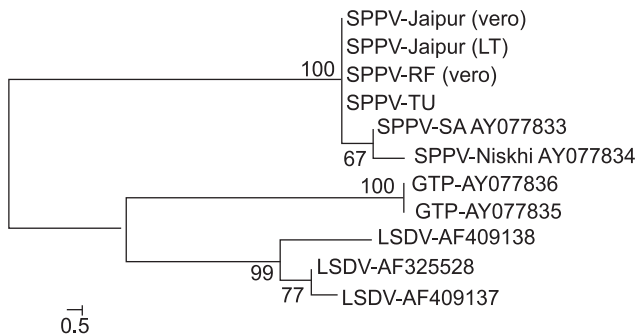 SPPV-Jaipur (vero)
SPPV-Jaipur (LT)
100
SPPV-RF (vero)
SPPV-TU
SPPV-SA AY077833
67
SPPV-Niskhi AY077834
100
GTP-AY077836
GTP-AY077835
LSDV-AF409138
99
LSDV-AF325528
77
LSDV-AF409137
0.5